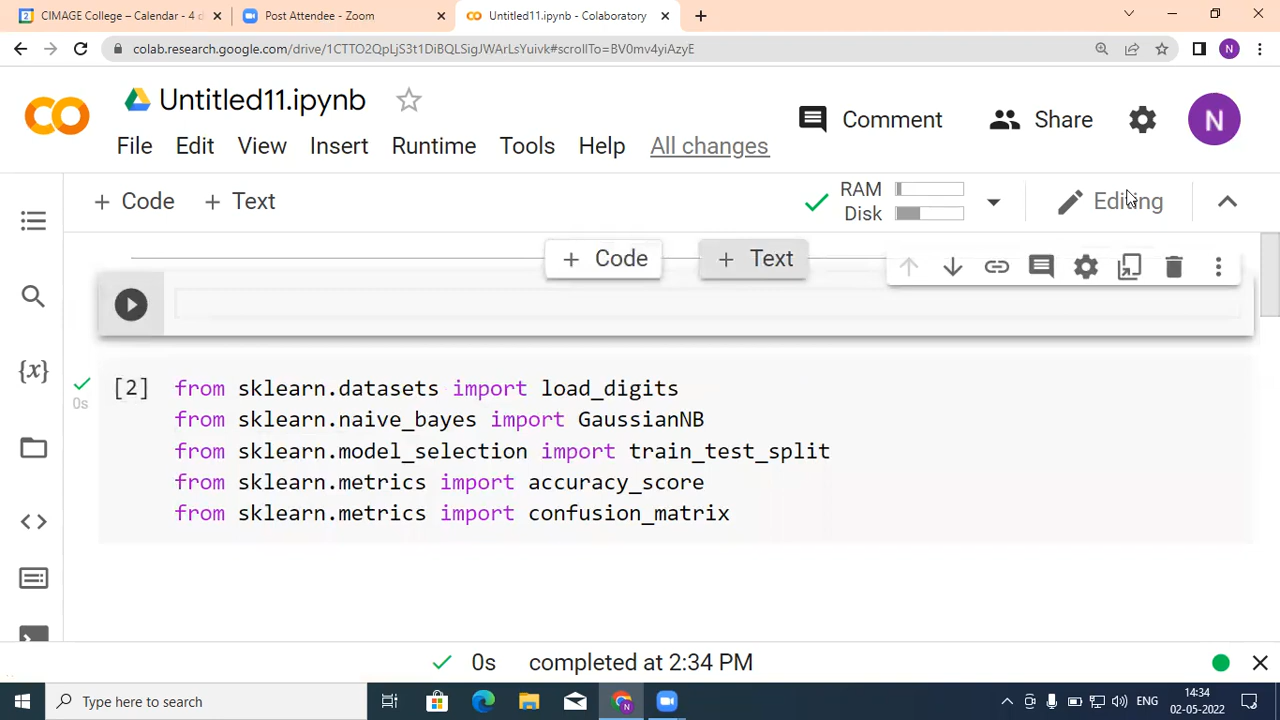 CIMAGE College – Calendar - 4 d
Post Attendee - Zoom
Untitled11.ipynb - Colaboratory
colab.research.google.com/drive/1CTTO2QpLjS3t1DiBQLSigJWArLsYuivk#scrollTo=BV0mv4yiAzyE
N
Untitled11.ipynb
Comment
Share
N
File Edit View Insert Runtime Tools Help All changes
+ Code + Text
RAM
Disk
Editing
+ Code + Text
{x}
[2]
0s
from sklearn.datasets import load_digits
from sklearn.naive_bayes import GaussianNB
from sklearn.model_selection import train_test_split
from sklearn.metrics import accuracy_score
from sklearn.metrics import confusion_matrix
0s completed at 2:34 PM
Type here to search
ENG
14:34
02-05-2022